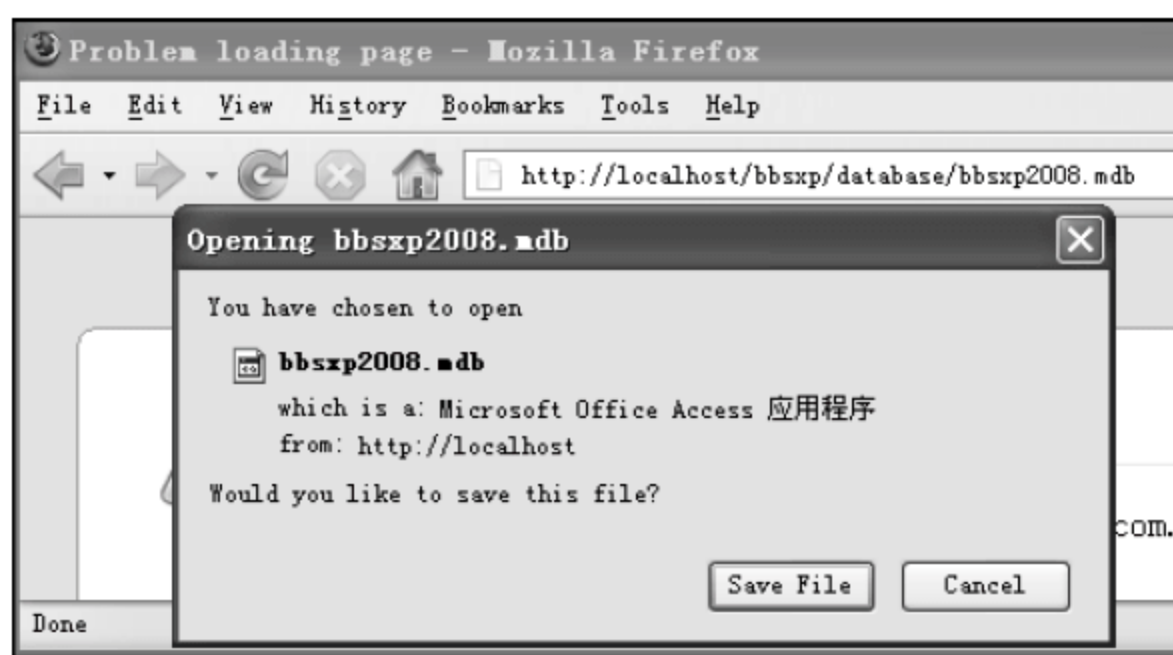 Problem loading page - Mozilla Firefox
File Edit View History Bookmarks Tools Help
http://localhost/bbsxp/database/bbsxp2008.mdb
Opening bbsxp2008.mdb
You have chosen to open
bbsxp2008.mdb
which is a: Microsoft Office Access 应用程序
from: http://localhost
Would you like to save this file?
com.
Save File Cancel
Done